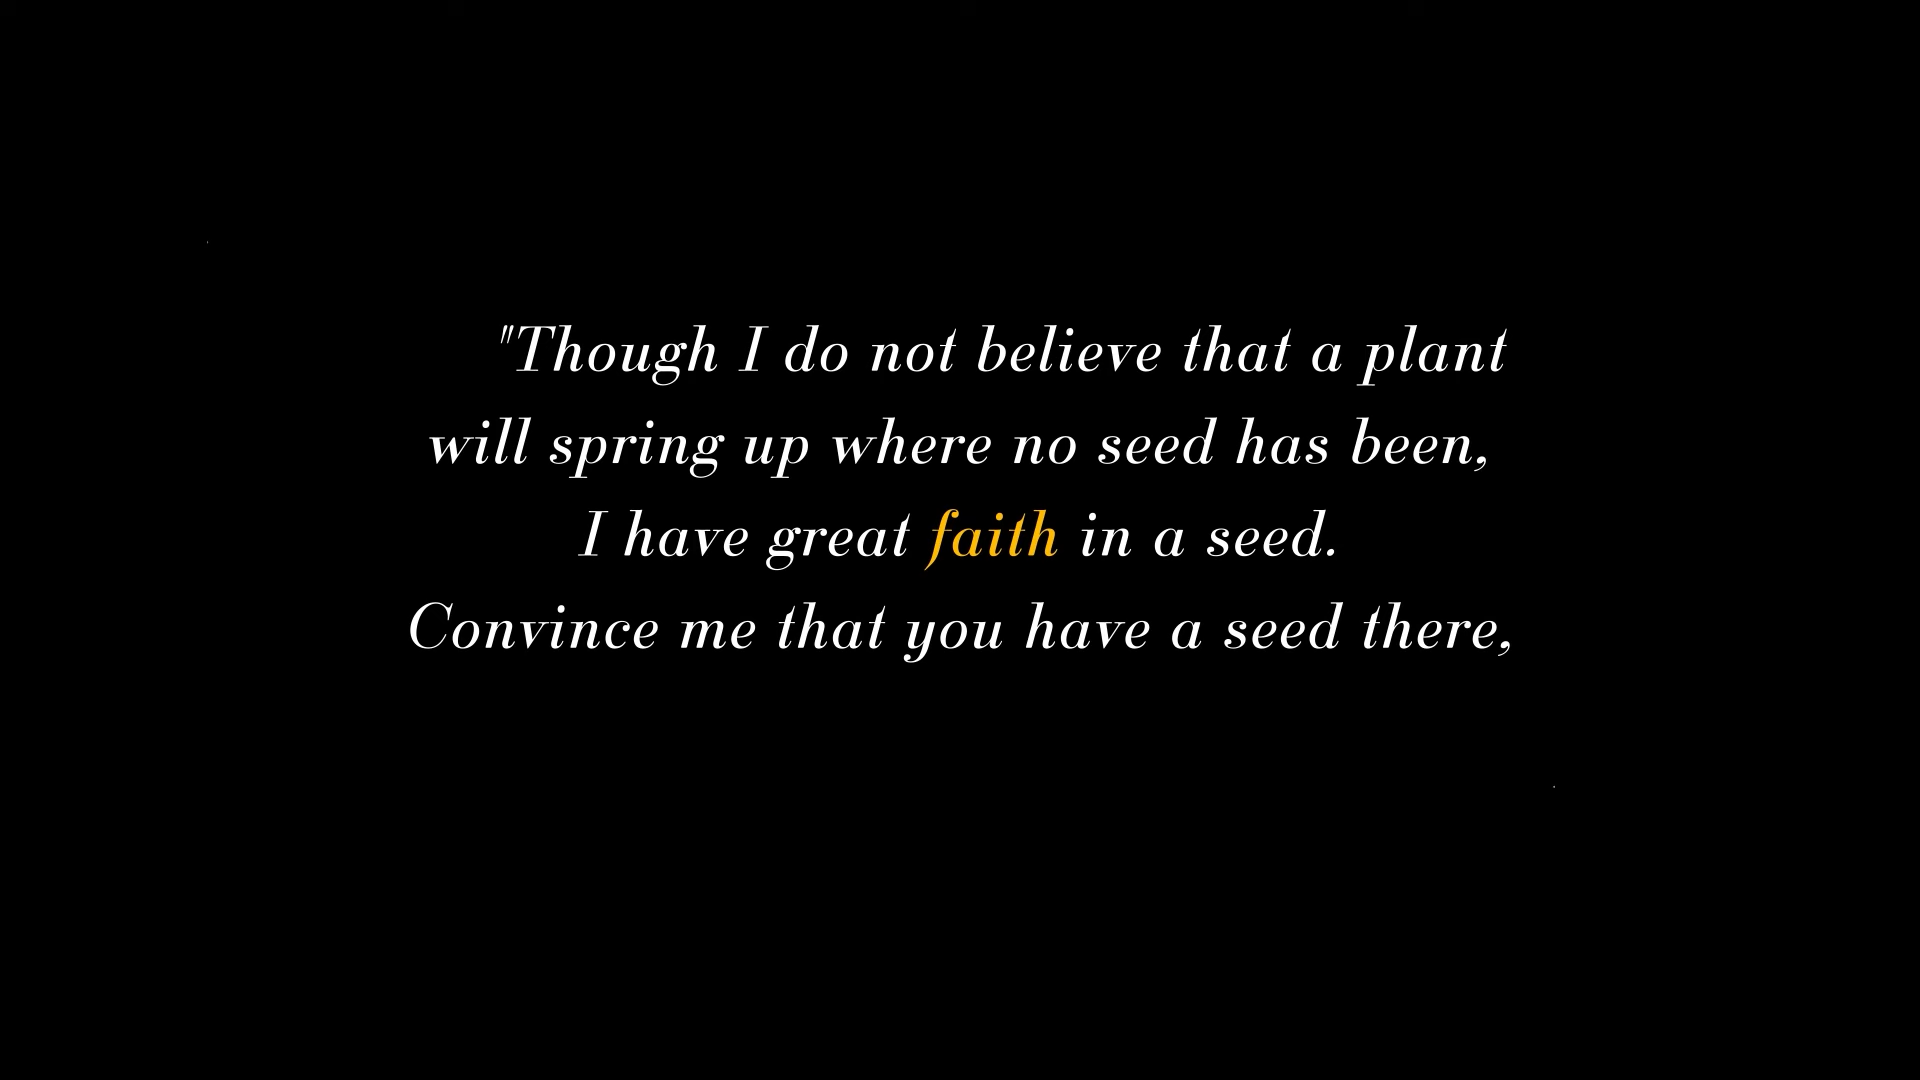 "Though I do not believe that a plant
will spring up where no seed has been,
I have great faith in a seed.
Convince me that you have a seed there,